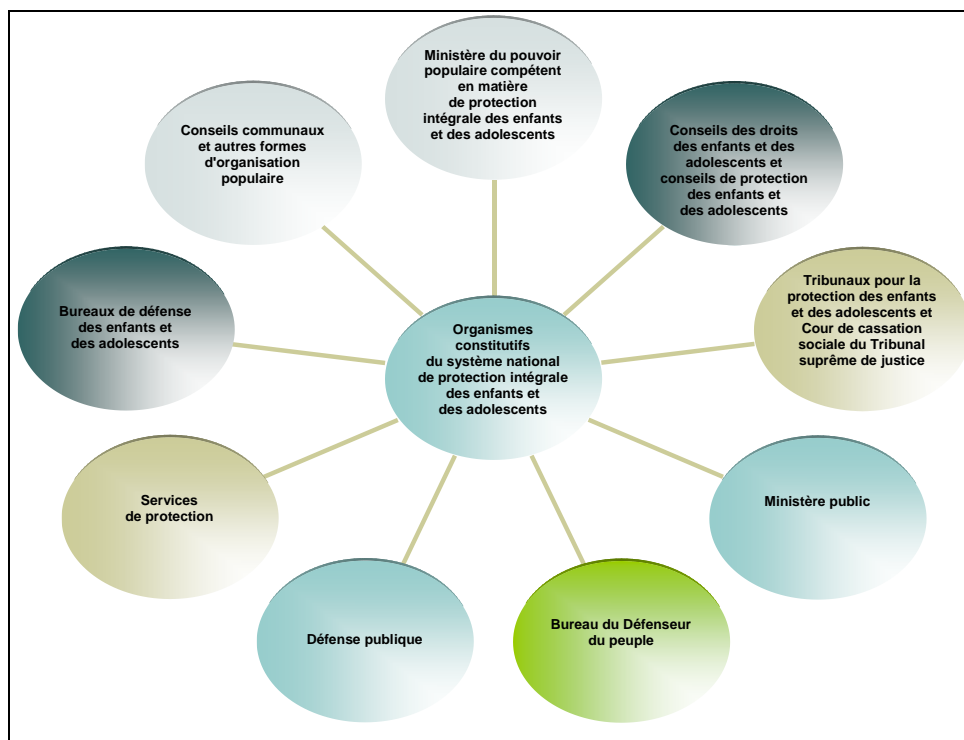 Ministère du pouvoir
populaire compétent
en matière
de protection
intégrale des enfants
et des adolescents
Conseils communaux
et autres formes
d'organisation
populaire
Conseils des droits
des enfants et des
adolescents et
conseils de protection
des enfants et
des adolescents
Bureaux de défense
des enfants et
des adolescents
Organismes
constitutifs
du système national
de protection intégrale
des enfants et
des adolescents
Tribunaux pour la
protection des enfants
et des adolescents et
Cour de cassation
sociale du Tribunal
suprême de justice
Services
de protection
Ministère public
Défense publique
Bureau du Défenseur
du peuple